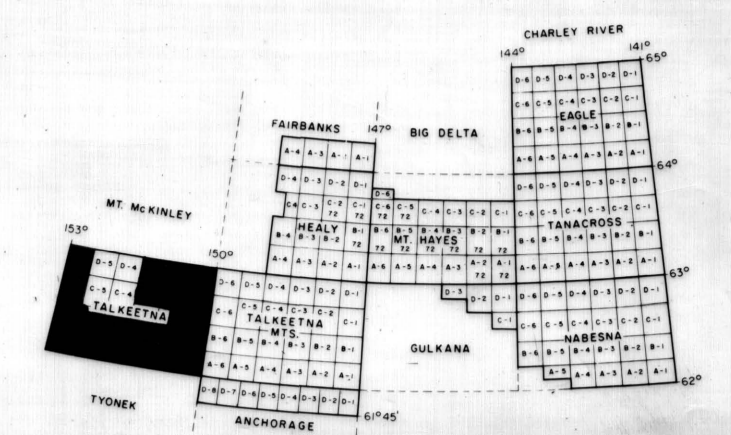 CHARLEY RIVER
144° 141°
65°
D-6 D-5 D-4 D-3 D-2 D-1
C-6 C-5 C-4 C-3 C-2 C-1
EAGLE
B-6 B-5 B-4 B-3 B-2 B-1
A-6 A-5 A-4 A-3 A-2 A-1
64°
FAIRBANKS 147° BIG DELTA
A-4 A-3 A-1
D-4 D-3 D-2 D-1
C4 C-3 C-2 C-1
72 72
HEALY
B-4 B-3 B-2 B-1
72
A-4 A-3 A-2 A-1
D-6
C-6 C-5 C-4 C-3 C-2 C-1
72 72
B-6 B-5 B-4 B-3 B-2 B-1
MT. HAYES
72 72 72 72 72
A-6 A-5 A-4 A-3 A-2 A-1
72 72
D-6 D-5 D-4 D-3 D-2 D-1
C-6 C-5 C-4 C-3 C-2 C-1
TANACROSS
B-6 B-5 B-4 B-3 B-2 B-1
A-6 A-5 A-4 A-3 A-2 A-1
63°
MT. McKINLEY
153° 150°
D-5 D-4
C-5 C-4
TALKEETNA
D-6 D-5 D-4 D-3 D-2 D-1
C-6 C-5 C-4 C-3 C-2 C-1
TALKEETNA
MTS.
B-6 B-5 B-4 B-3 B-2 B-1
A-6 A-5 A-4 A-3 A-2 A-1
D-8 D-7 D-6 D-5 D-4 D-3 D-2 D-1
61°45'
D-3 D-2 D-1
C-1
GULKANA
D-6 D-5 D-4 D-3 D-2 D-1
C-6 C-5 C-4 C-3 C-2 C-1
NABESNA
B-6 B-5 B-4 B-3 B-2 B-1
A-5 A-4 A-3 A-2 A-1
62°
TYONEK
ANCHORAGE